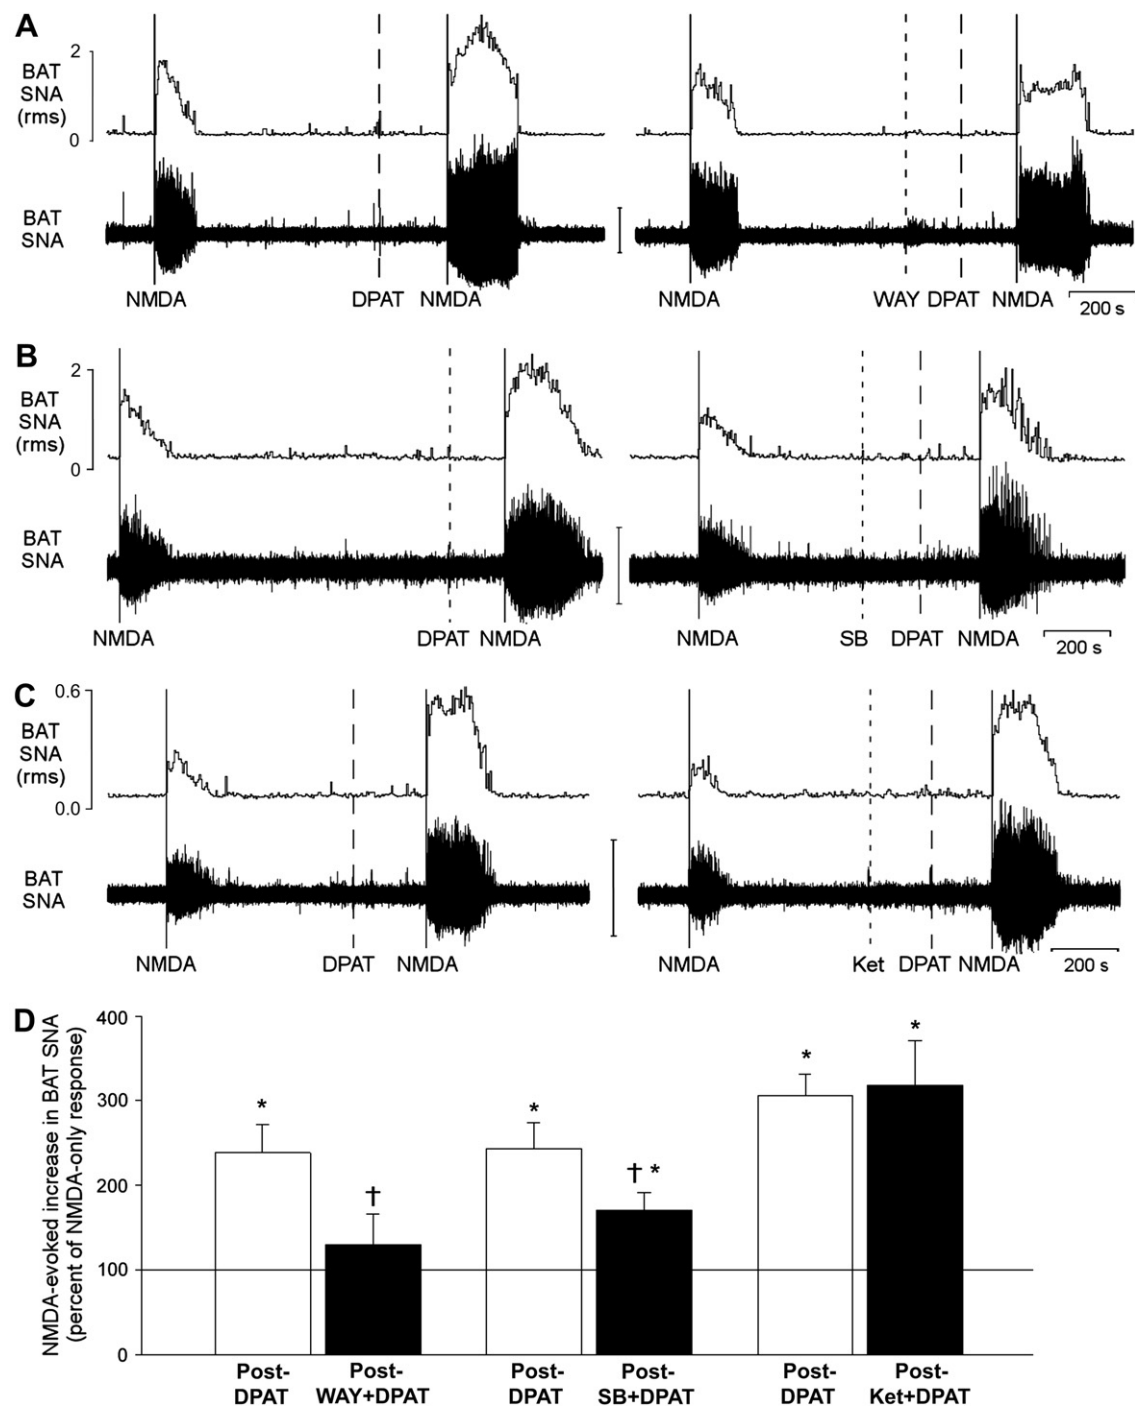 A
2
BAT
SNA
(rms)
0
BAT
SNA
NMDA DPAT NMDA NMDA WAY DPAT NMDA
200 s
B
2
BAT
SNA
(rms)
0
BAT
SNA
NMDA DPAT NMDA NMDA SB DPAT NMDA
200 s
C
0.6
BAT
SNA
(rms)
0.0
BAT
SNA
NMDA DPAT NMDA NMDA Ket DPAT NMDA
200 s
D
NMDA-evoked increase in BAT SNA
(percent of NMDA-only response)
400
300
200
100
0
* † * † * * *
Post- Post- Post- Post- Post- Post-
DPAT WAY+DPAT DPAT SB+DPAT DPAT Ket+DPAT